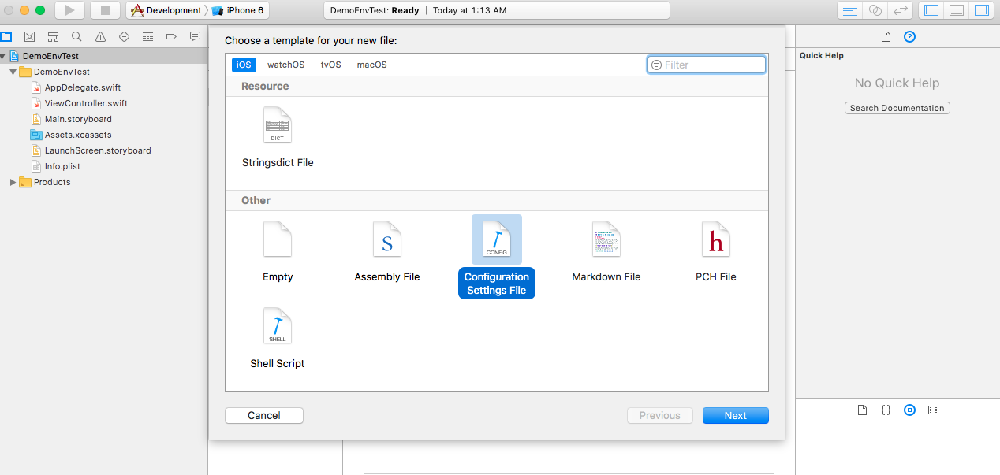 Development
iPhone 6
DemoEnvTest: Ready | Today at 1:13 AM
DemoEnvTest
DemoEnvTest
AppDelegate.swift
ViewController.swift
Main.storyboard
Assets.xcassets
LaunchScreen.storyboard
Info.plist
Products
Choose a template for your new file:
iOS
watchOS
tvOS
macOS
Filter
Resource
DICT
Stringsdict File
Other
Empty
S
Assembly File
CONFIG
Configuration
Settings File
Markdown File
h
PCH File
SHELL
Shell Script
Cancel
Previous
Next
Quick Help
No Quick Help
Search Documentation
{ }